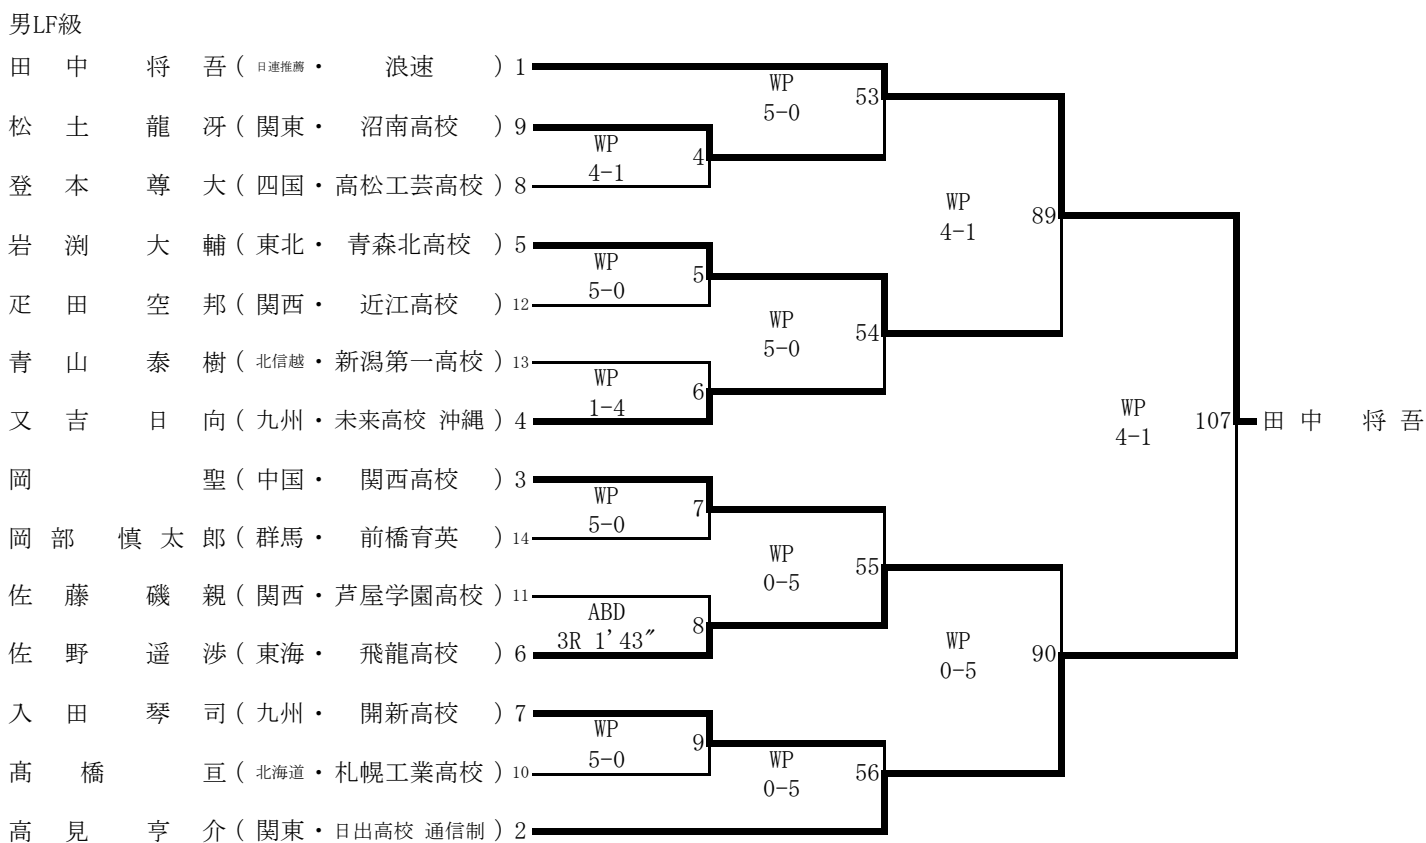 男LF級
田中 将吾(日連推薦・浪速)1
WP
5-0
53
松土 龍冴(関東・沼南高校)9
WP
4-1
4
登本 尊大(四国・高松工芸高校)8
WP
4-1
89
岩渕 大輔(東北・青森北高校)5
WP
5-0
5
疋田 空邦(関西・近江高校)12
WP
5-0
54
青山 泰樹(北信越・新潟第一高校)13
WP
1-4
6
又吉 日向(九州・未来高校 沖縄)4
WP
4-1
107
田中 将吾
岡 聖(中国・関西高校)3
WP
5-0
7
岡部 慎太郎(群馬・前橋育英)14
WP
0-5
55
佐藤 磯親(関西・芦屋学園高校)11
ABD
3R 1'43"
8
佐野 遥渉(東海・飛龍高校)6
WP
0-5
90
入田 琴司(九州・開新高校)7
WP
5-0
9
髙橋 亘(北海道・札幌工業高校)10
WP
0-5
56
高見 亨介(関東・日出高校 通信制)2